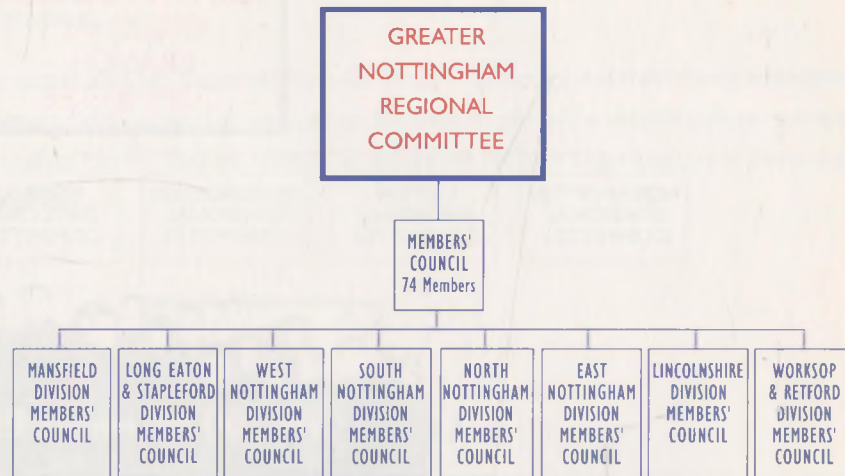 GREATER
NOTTINGHAM
REGIONAL
COMMITTEE
MEMBERS'
COUNCIL
74 Members
MANSFIELD
DIVISION
MEMBERS'
COUNCIL
LONG EATON
& STAPLEFORD
DIVISION
MEMBERS'
COUNCIL
WEST
NOTTINGHAM
DIVISION
MEMBERS'
COUNCIL
SOUTH
NOTTINGHAM
DIVISION
MEMBERS'
COUNCIL
NORTH
NOTTINGHAM
DIVISION
MEMBERS'
COUNCIL
EAST
NOTTINGHAM
DIVISION
MEMBERS'
COUNCIL
LINCOLNSHIRE
DIVISION
MEMBERS'
COUNCIL
WORKSOP
& RETFORD
DIVISION
MEMBERS'
COUNCIL